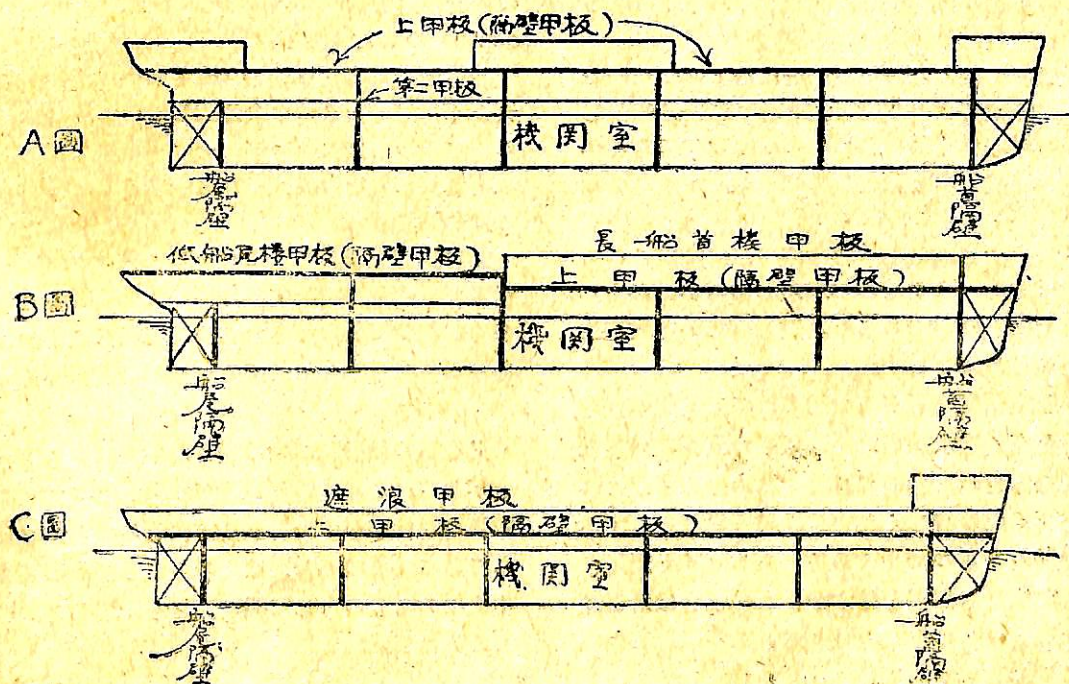 上甲板(隔壁甲板)
第二甲板
A圖
機関室
船尾隔壁
船首隔壁
低船尾楼甲板(隔壁甲板)
長船首楼甲板
上甲板(隔壁甲板)
B圖
機関室
船尾隔壁
船首隔壁
遮浪甲板
上甲板(隔壁甲板)
C圖
機関室
船尾隔壁
船首隔壁